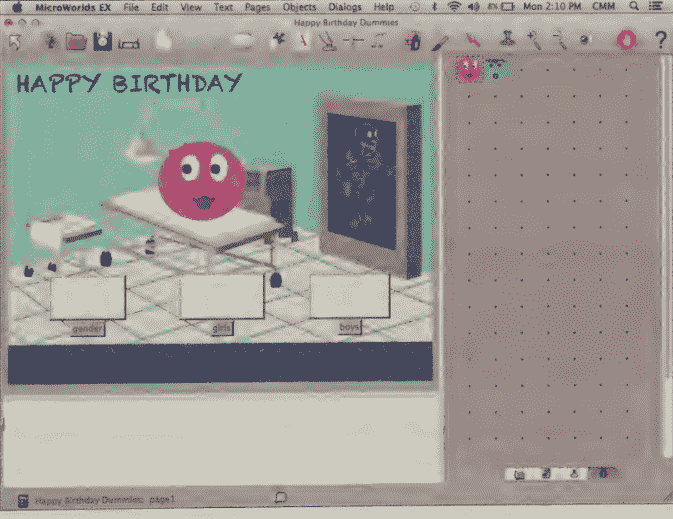 MicroWorlds EX File Edit View Text Pages Objects Dialogs Help 8% Mon 2:10 PM CMM
Happy Birthday Dummies
HAPPY BIRTHDAY
gender girls boys
Happy Birthday Dummies: page1